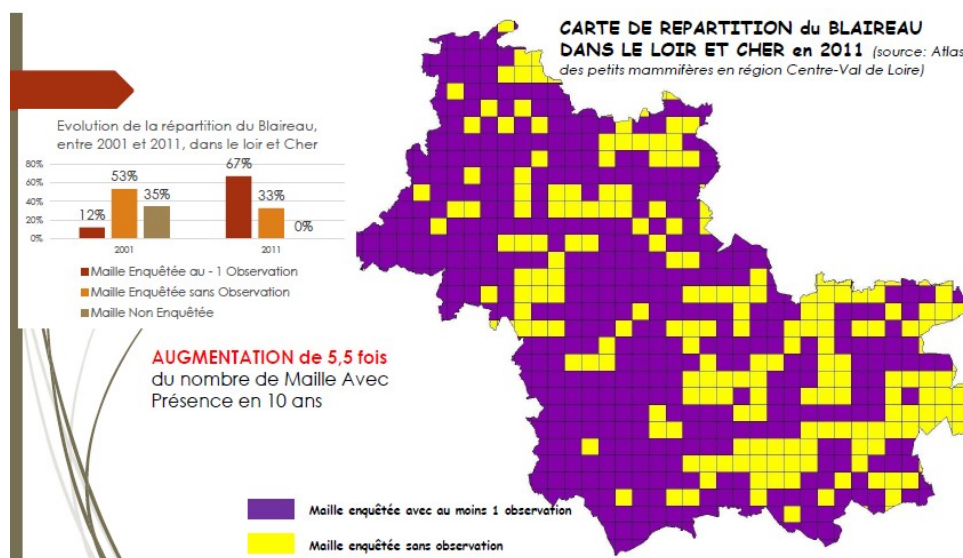 CARTE DE REPARTITION du BLAIREAU
DANS LE LOIR ET CHER en 2011 (source: Atlas
des petits mammifères en région Centre-Val de Loire)
Evolution de la répartition du Blaireau,
entre 2001 et 2011, dans le loir et Cher
80%
60%
40%
20%
0%
12%
53%
35%
67%
33%
0%
2001
2011
Maille Enquêtée au - 1 Observation
Maille Enquêtée sans Observation
Maille Non Enquêtée
AUGMENTATION de 5,5 fois
du nombre de Maille Avec
Présence en 10 ans
Maille enquêtée avec au moins 1 observation
Maille enquêtée sans observation